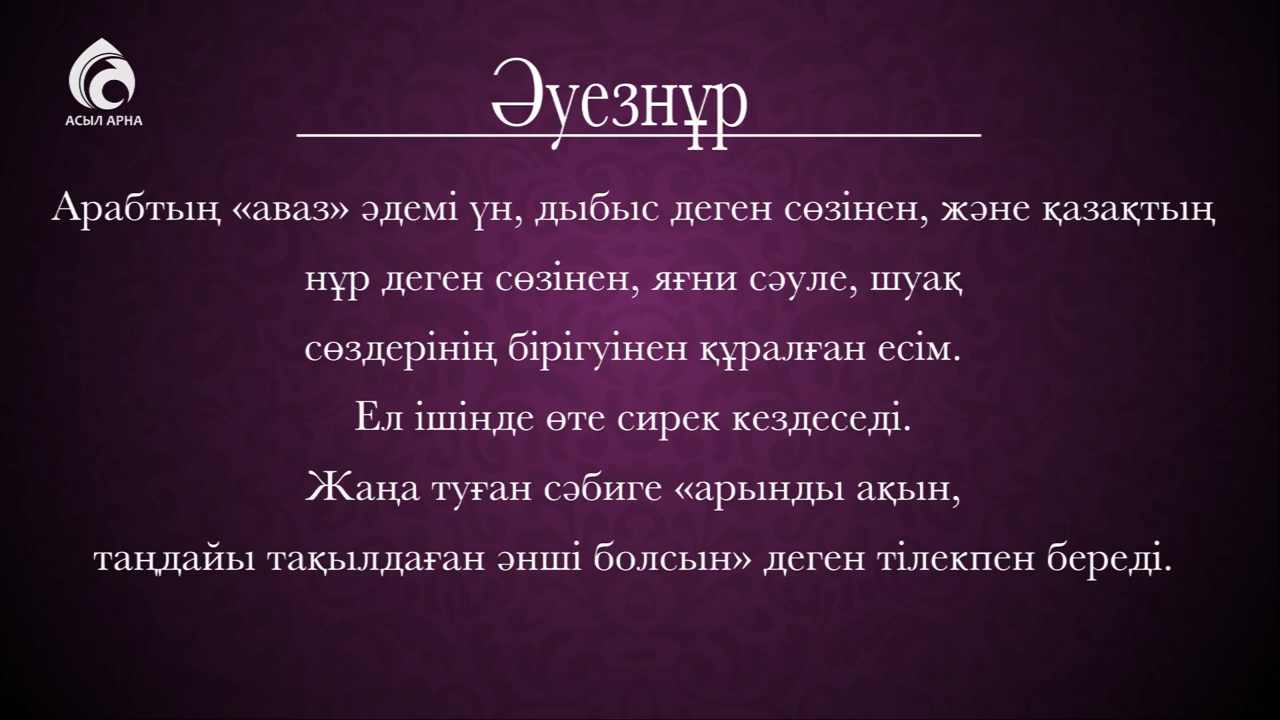 АСЫЛ АРНА
Әуезнұр
Арабтың «аваз» әдемі үн, дыбыс деген сөзінен, және қазақтың
нұр деген сөзінен, яғни сәуле, шуақ
сөздерінің бірігуінен құралған есім.
Ел ішінде өте сирек кездеседі.
Жаңа туған сәбиге «арынды ақын,
таңдайы тақылдаған әнші болсын» деген тілекпен береді.